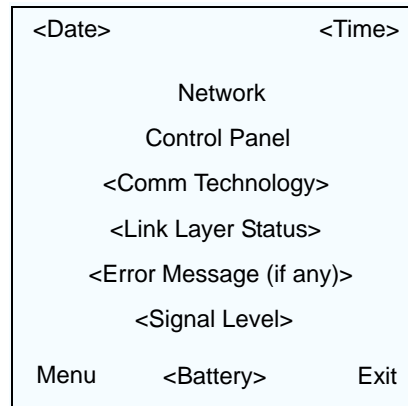 <Date> <Time>
Network
Control Panel
<Comm Technology>
<Link Layer Status>
<Error Message (if any)>
<Signal Level>
Menu <Battery> Exit